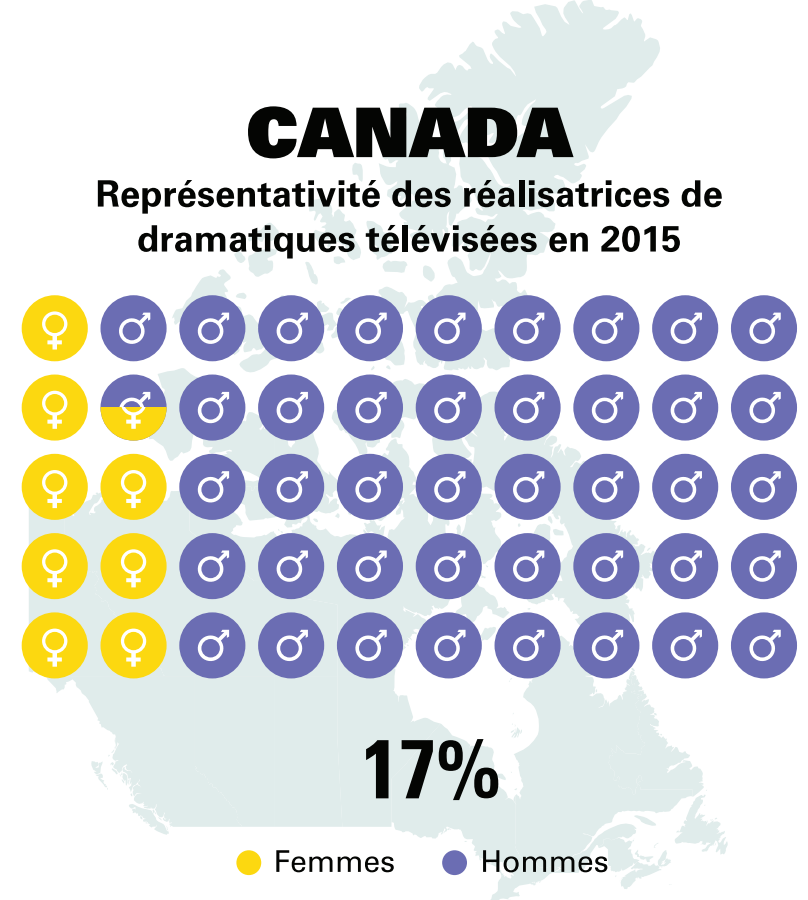 CANADA
Représentativité des réalisatrices de
dramatiques télévisées en 2015
17%
Femmes
Hommes